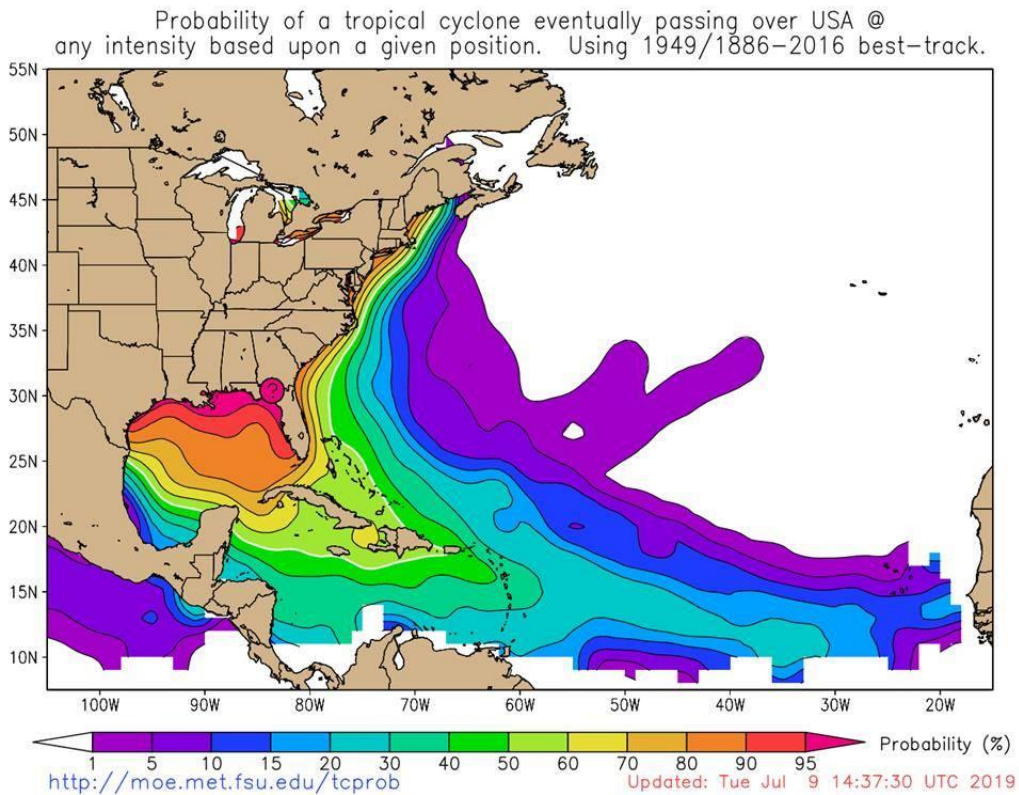 Probability of a tropical cyclone eventually passing over USA @
any intensity based upon a given position. Using 1949/1886-2016 best-track.
55N
50N
45N
40N
35N
30N
25N
20N
15N
10N
?
100W 90W 80W 70W 60W 50W 40W 30W 20W
1 5 10 15 20 30 40 50 60 70 80 90 95 Probability (%)
http://moe.met.fsu.edu/tcprob Updated: Tue Jul 9 14:37:30 UTC 2019